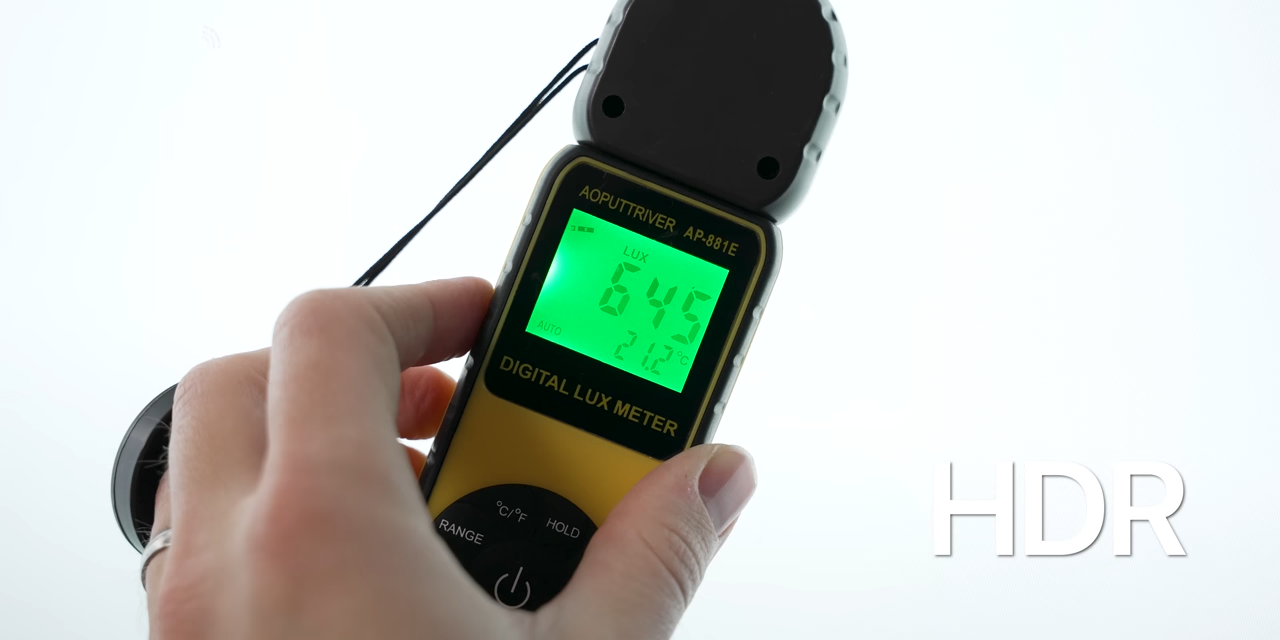 AOPUTTRIVER AP-881E
LUX
645
AUTO
21.2 °C
DIGITAL LUX METER
°C/°F
RANGE
HOLD
HDR